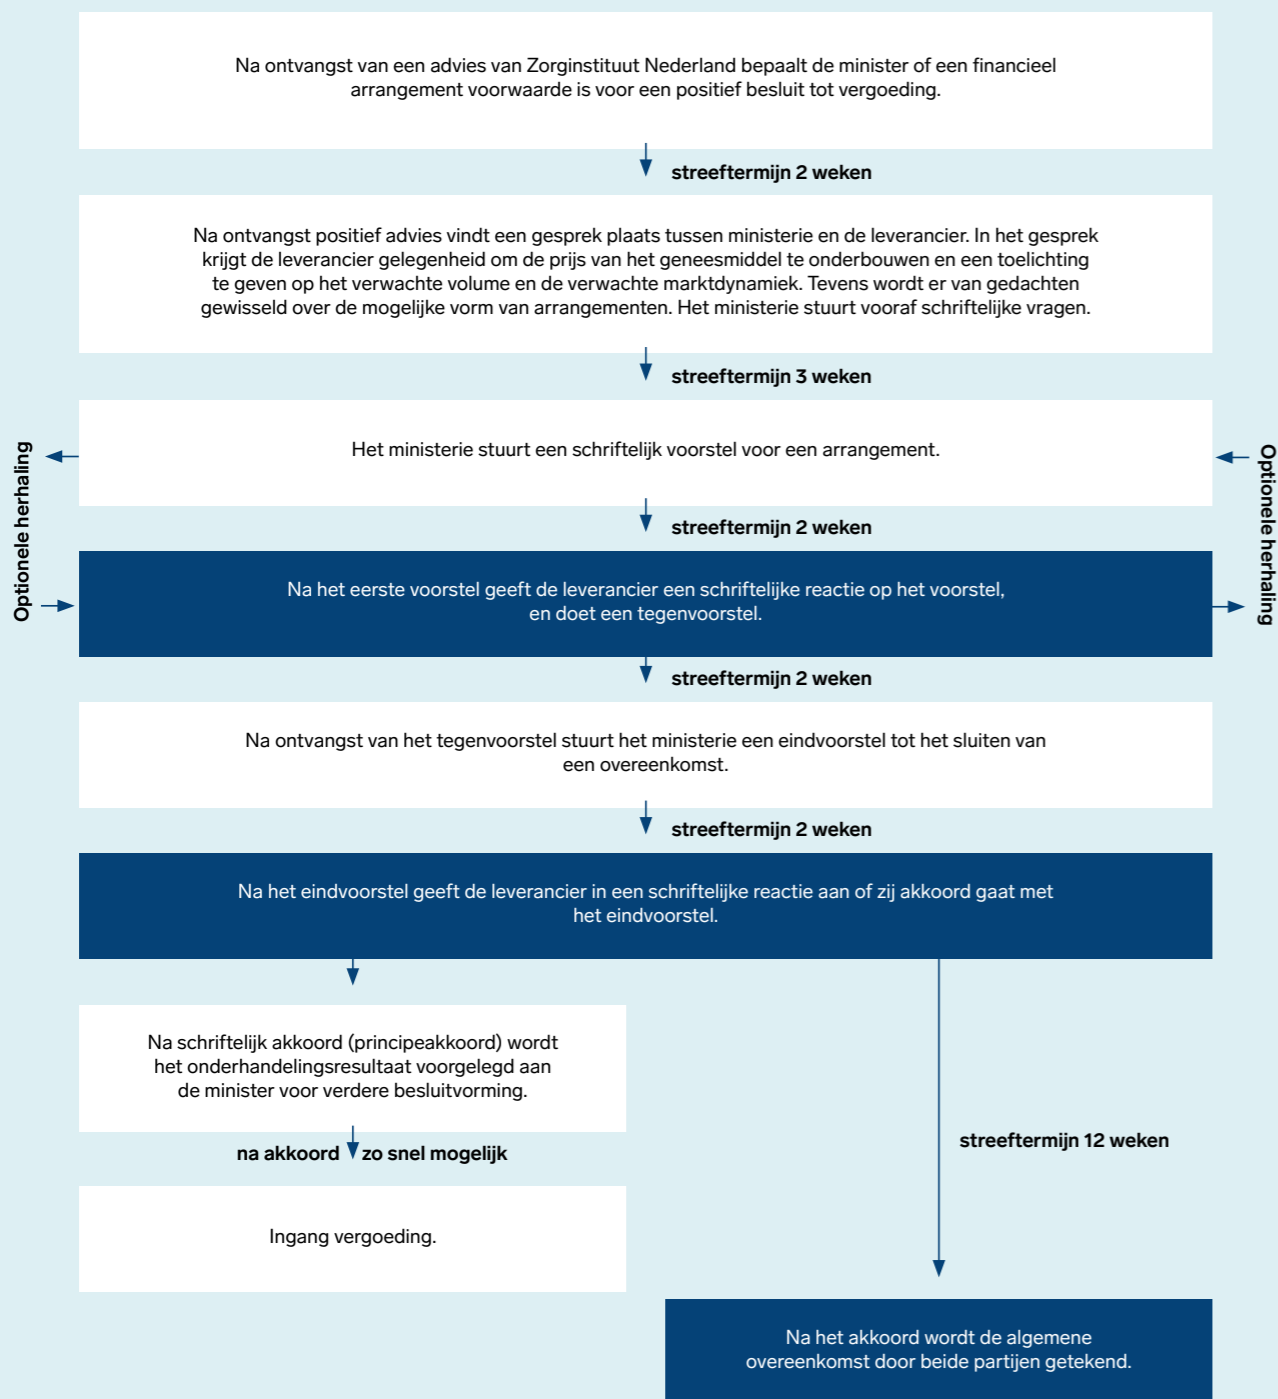 Na ontvangst van een advies van Zorginstituut Nederland bepaalt de minister of een financieel
arrangement voorwaarde is voor een positief besluit tot vergoeding.
streeftermijn 2 weken
Na ontvangst positief advies vindt een gesprek plaats tussen ministerie en de leverancier. In het gesprek
krijgt de leverancier gelegenheid om de prijs van het geneesmiddel te onderbouwen en een toelichting
te geven op het verwachte volume en de verwachte marktdynamiek. Tevens wordt er van gedachten
gewisseld over de mogelijke vorm van arrangementen. Het ministerie stuurt vooraf schriftelijke vragen.
streeftermijn 3 weken
Optionele herhaling
Het ministerie stuurt een schriftelijk voorstel voor een arrangement.
Optionele herhaling
streeftermijn 2 weken
Na het eerste voorstel geeft de leverancier een schriftelijke reactie op het voorstel,
en doet een tegenvoorstel.
streeftermijn 2 weken
Na ontvangst van het tegenvoorstel stuurt het ministerie een eindvoorstel tot het sluiten van
een overeenkomst.
streeftermijn 2 weken
Na het eindvoorstel geeft de leverancier in een schriftelijke reactie aan of zij akkoord gaat met
het eindvoorstel.
Na schriftelijk akkoord (principeakkoord) wordt
het onderhandelingsresultaat voorgelegd aan
de minister voor verdere besluitvorming.
na akkoord zo snel mogelijk
streeftermijn 12 weken
Ingang vergoeding.
Na het akkoord wordt de algemene
overeenkomst door beide partijen getekend.